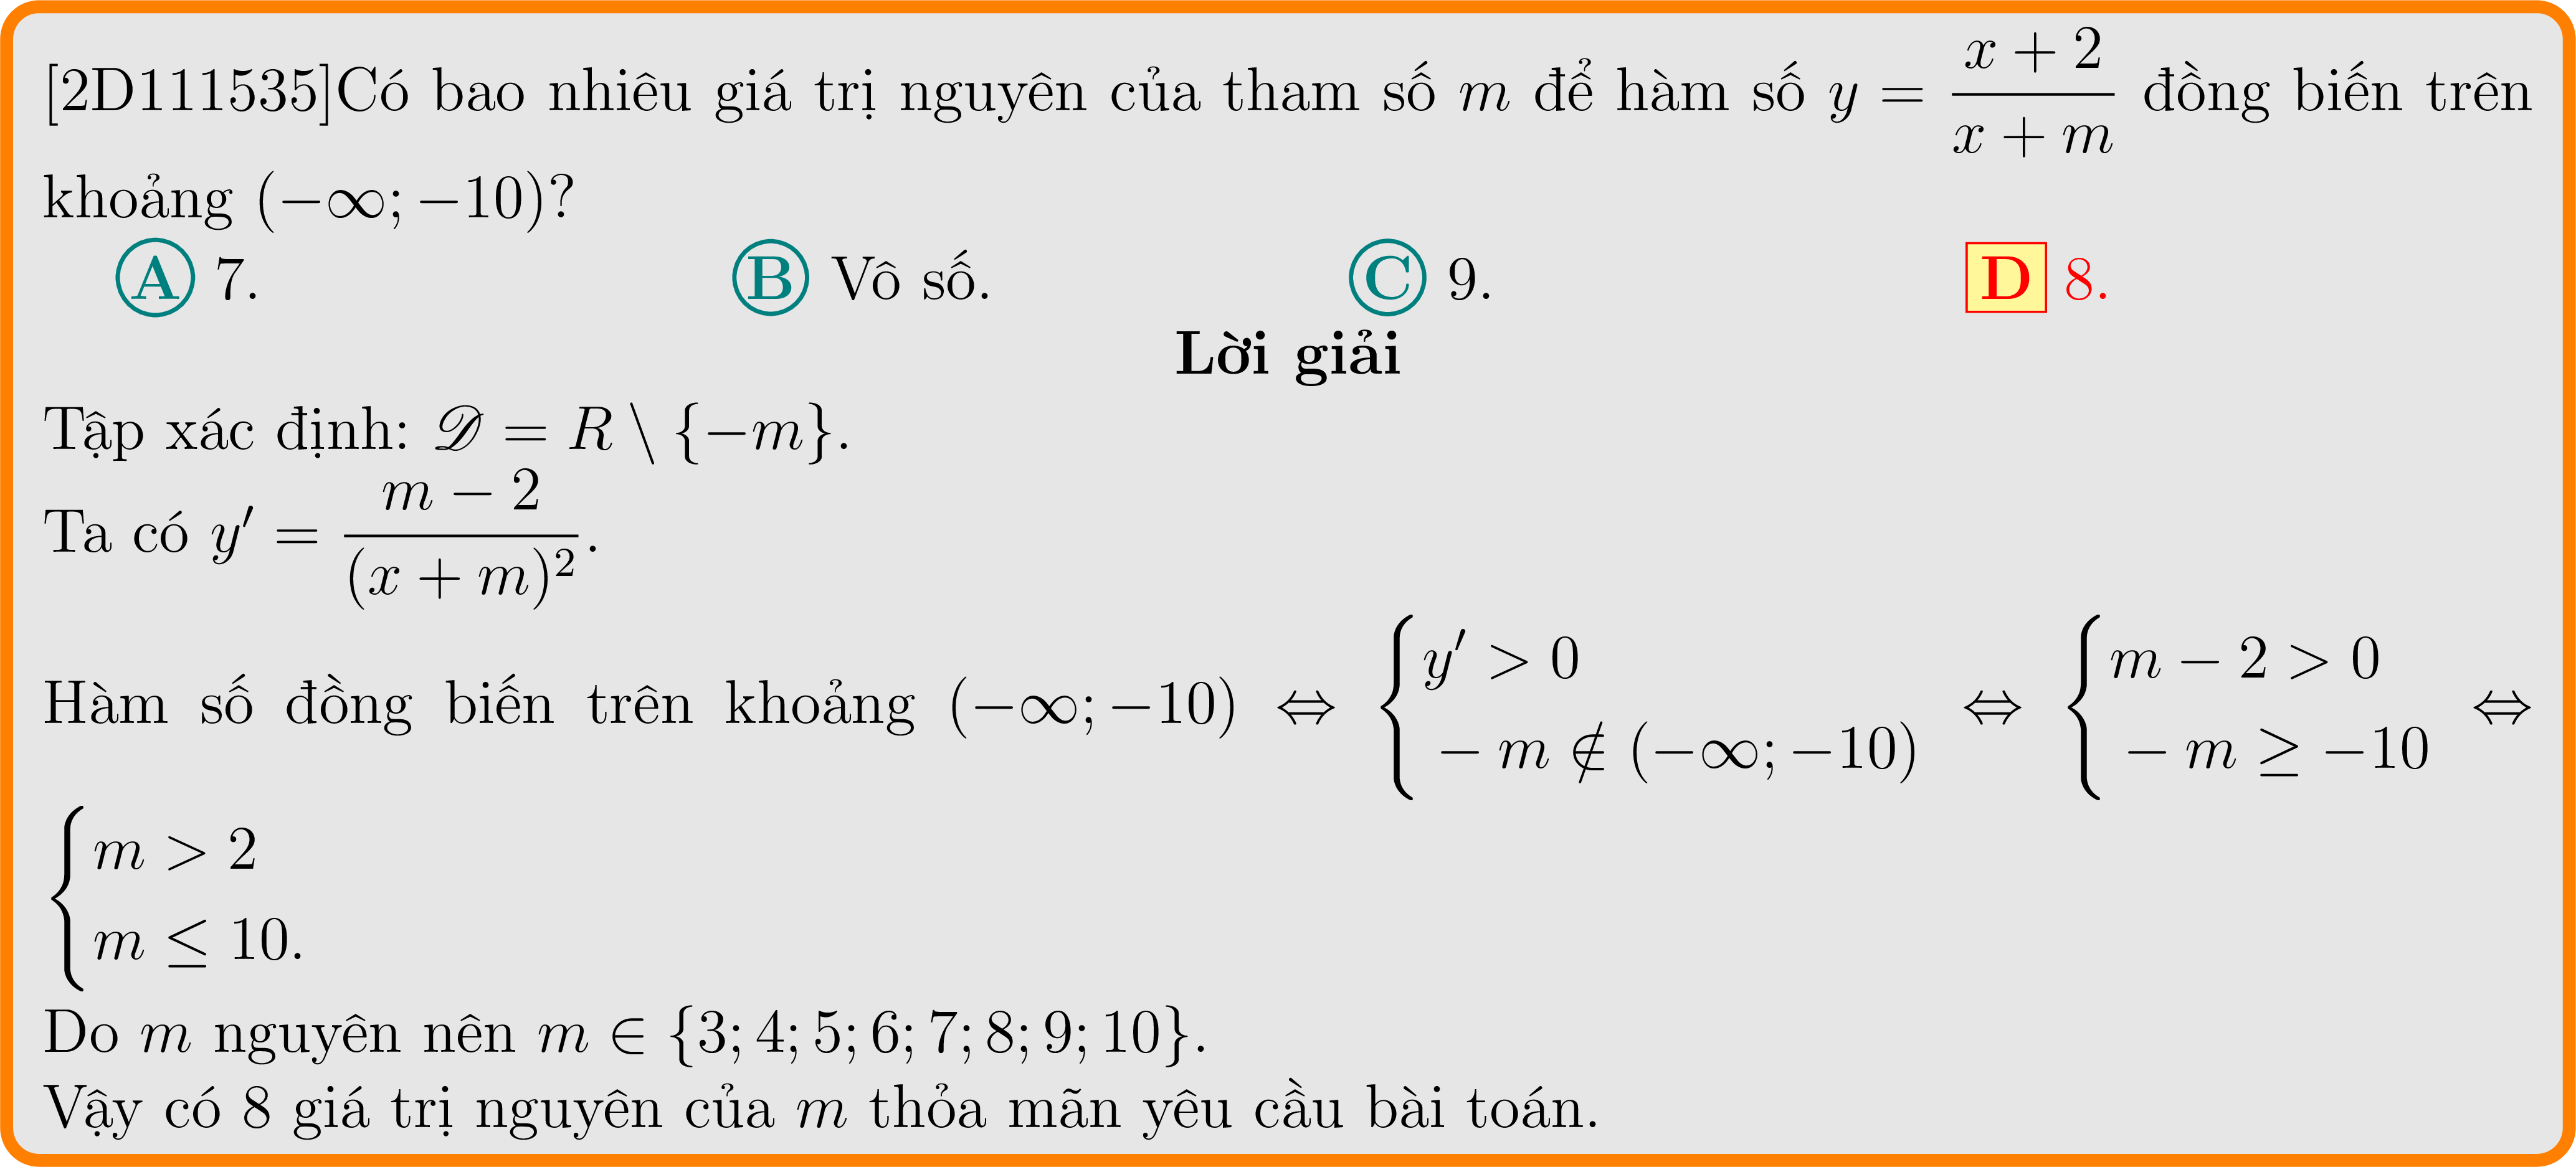 [2D111535]Có bao nhiêu giá trị nguyên của tham số $m$ để hàm số $y = \dfrac{x+2}{x+m}$ đồng biến trên
khoảng $(-\infty; -10)$?
A 7. B Vô số. C 9. D 8.
Lời giải
Tập xác định: $\mathscr{D} = R \setminus \{-m\}$.
Ta có $y' = \dfrac{m-2}{(x+m)^2}$.
Hàm số đồng biến trên khoảng $(-\infty; -10) \Leftrightarrow \begin{cases} y' > 0 \\ -m \notin (-\infty; -10) \end{cases} \Leftrightarrow \begin{cases} m - 2 > 0 \\ -m \geq -10 \end{cases} \Leftrightarrow$
$\begin{cases} m > 2 \\ m \leq 10. \end{cases}$
Do $m$ nguyên nên $m \in \{3; 4; 5; 6; 7; 8; 9; 10\}$.
Vậy có 8 giá trị nguyên của $m$ thỏa mãn yêu cầu bài toán.